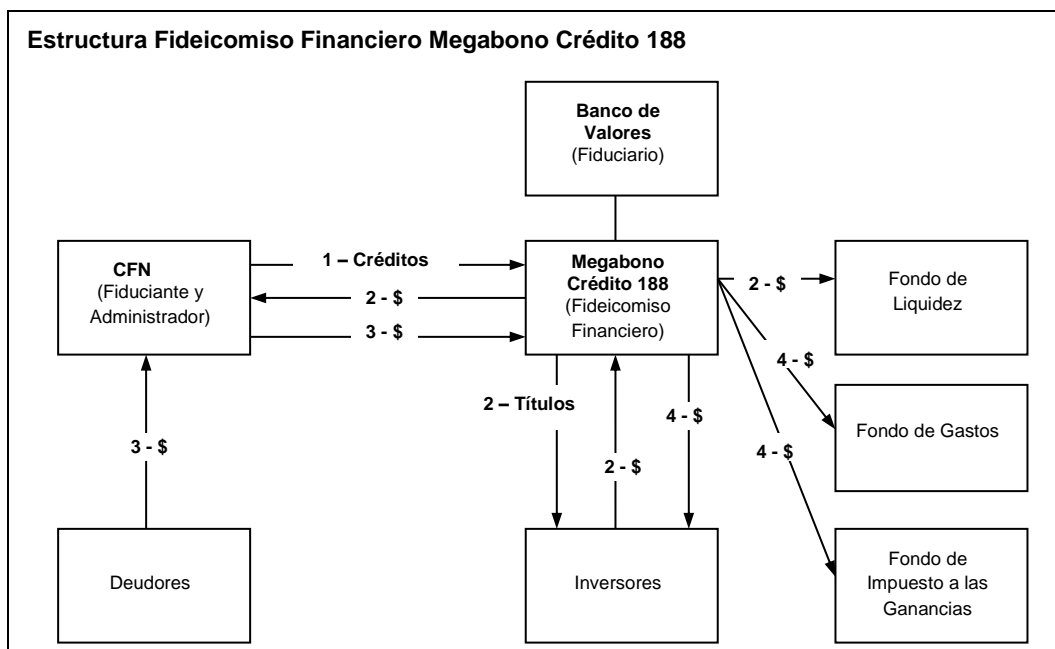 Estructura Fideicomiso Financiero Megabono Crédito 188
Banco de
Valores
(Fiduciario)
CFN
(Fiduciante y
Administrador)
1 – Créditos
2 - $
3 - $
Megabono
Crédito 188
(Fideicomiso
Financiero)
2 - $
Fondo de
Liquidez
4 - $
Fondo de Gastos
4 - $
2 – Títulos
4 - $
3 - $
2 - $
Deudores
Inversores
Fondo de
Impuesto a las
Ganancias